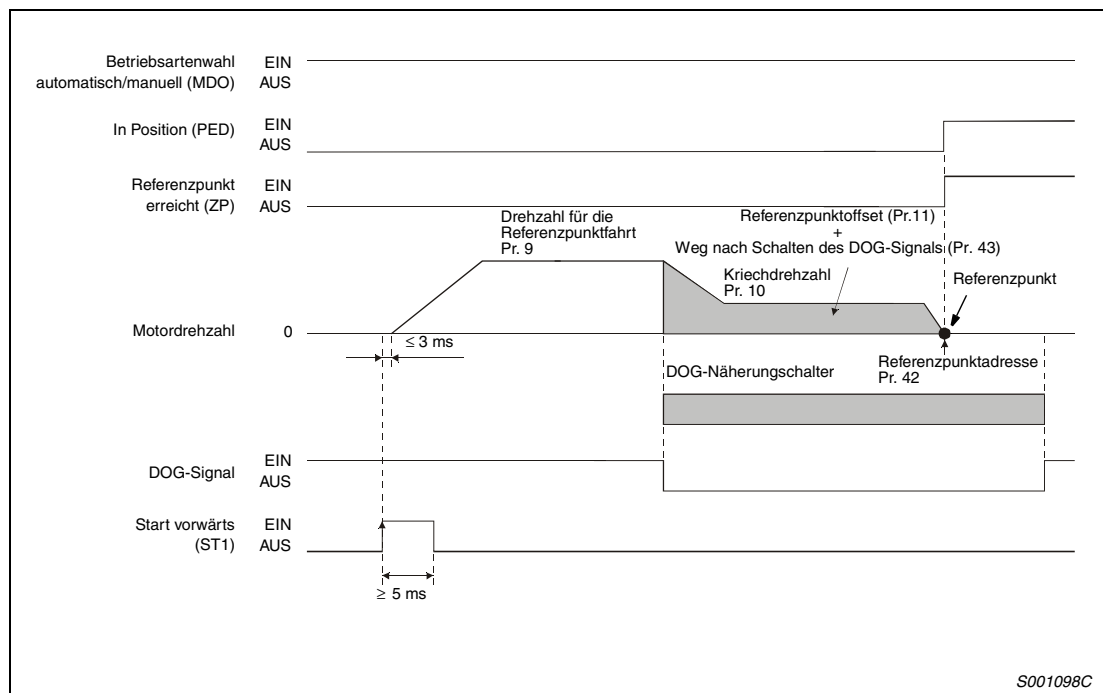 Betriebsartenwahl
automatisch/manuell (MDO)
EIN
AUS
In Position (PED)
EIN
AUS
Referenzpunkt
erreicht (ZP)
EIN
AUS
Drehzahl für die
Referenzpunktfahrt
Pr. 9
Referenzpunktoffset (Pr.11)
+
Weg nach Schalten des DOG-Signals (Pr. 43)
Kriechdrehzahl
Pr. 10
Referenzpunkt
Motordrehzahl
0
≤ 3 ms
Referenzpunktadresse
Pr. 42
DOG-Näherungschalter
DOG-Signal
EIN
AUS
Start vorwärts
(ST1)
EIN
AUS
≥ 5 ms
S001098C